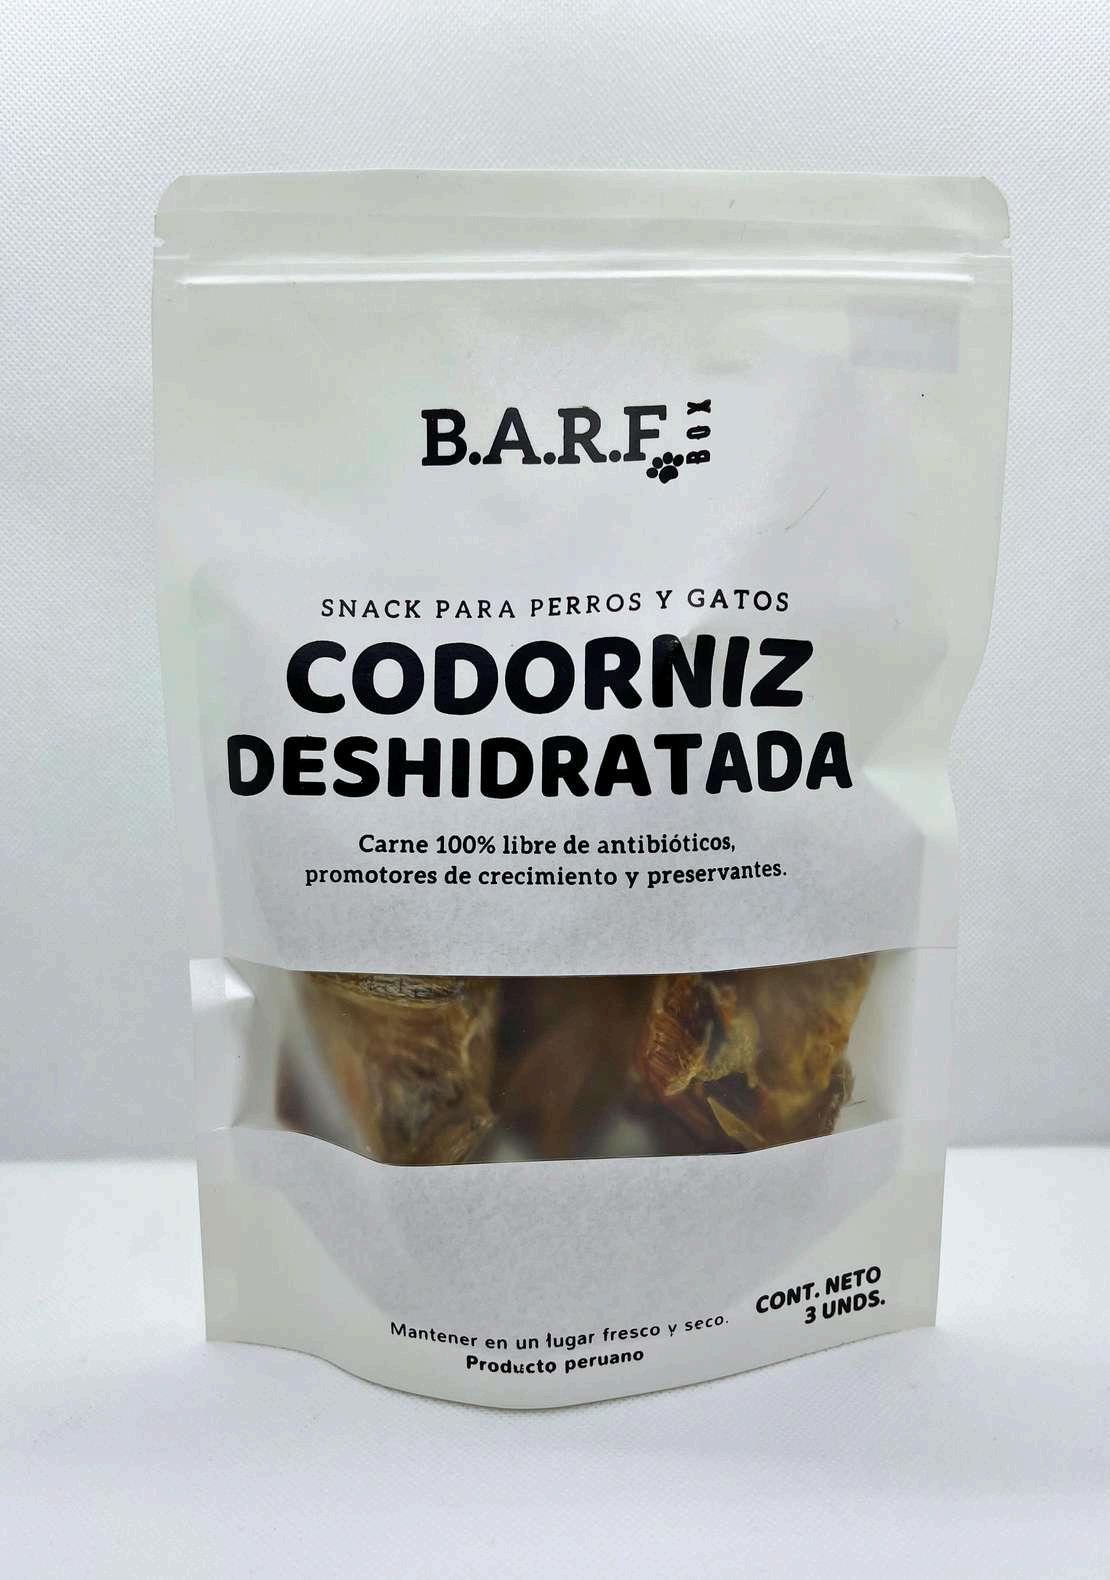 B.A.R.F. BOX
SNACK PARA PERROS Y GATOS
CODORNIZ
DESHIDRATADA
Carne 100% libre de antibióticos,
promotores de crecimiento y preservantes.
CONT. NETO
3 UNDS.
Mantener en un lugar fresco y seco.
Producto peruano